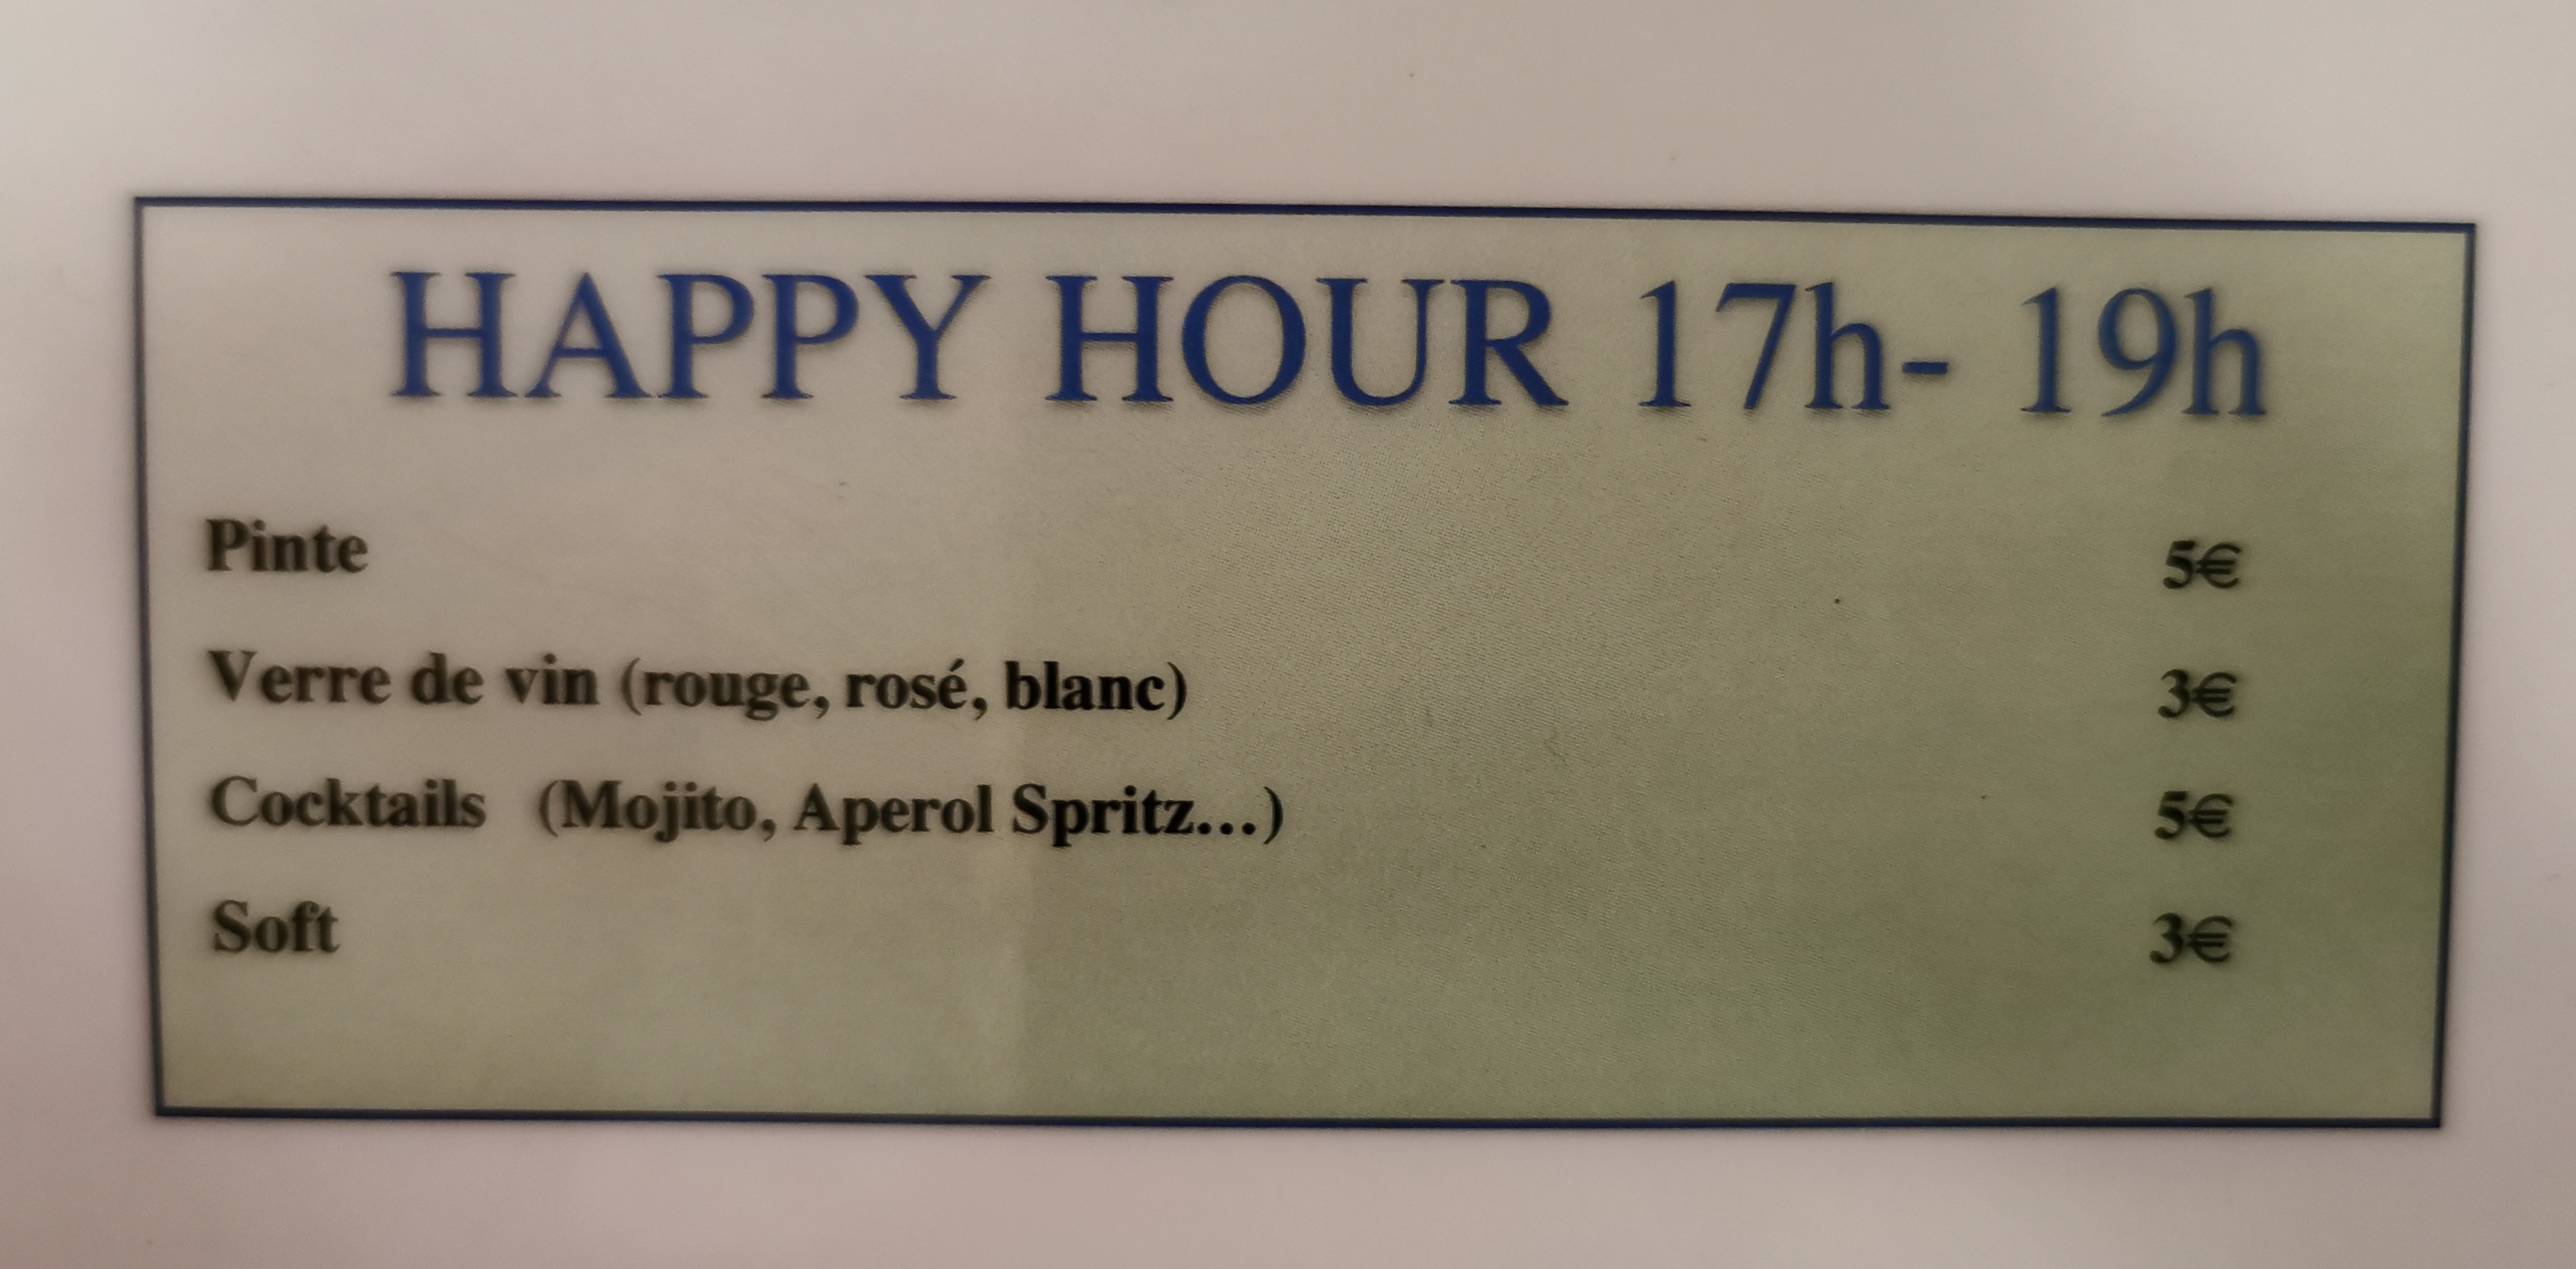 HAPPY HOUR 17h- 19h
Pinte 5€
Verre de vin (rouge, rosé, blanc) 3€
Cocktails (Mojito, Aperol Spritz...) 5€
Soft 3€